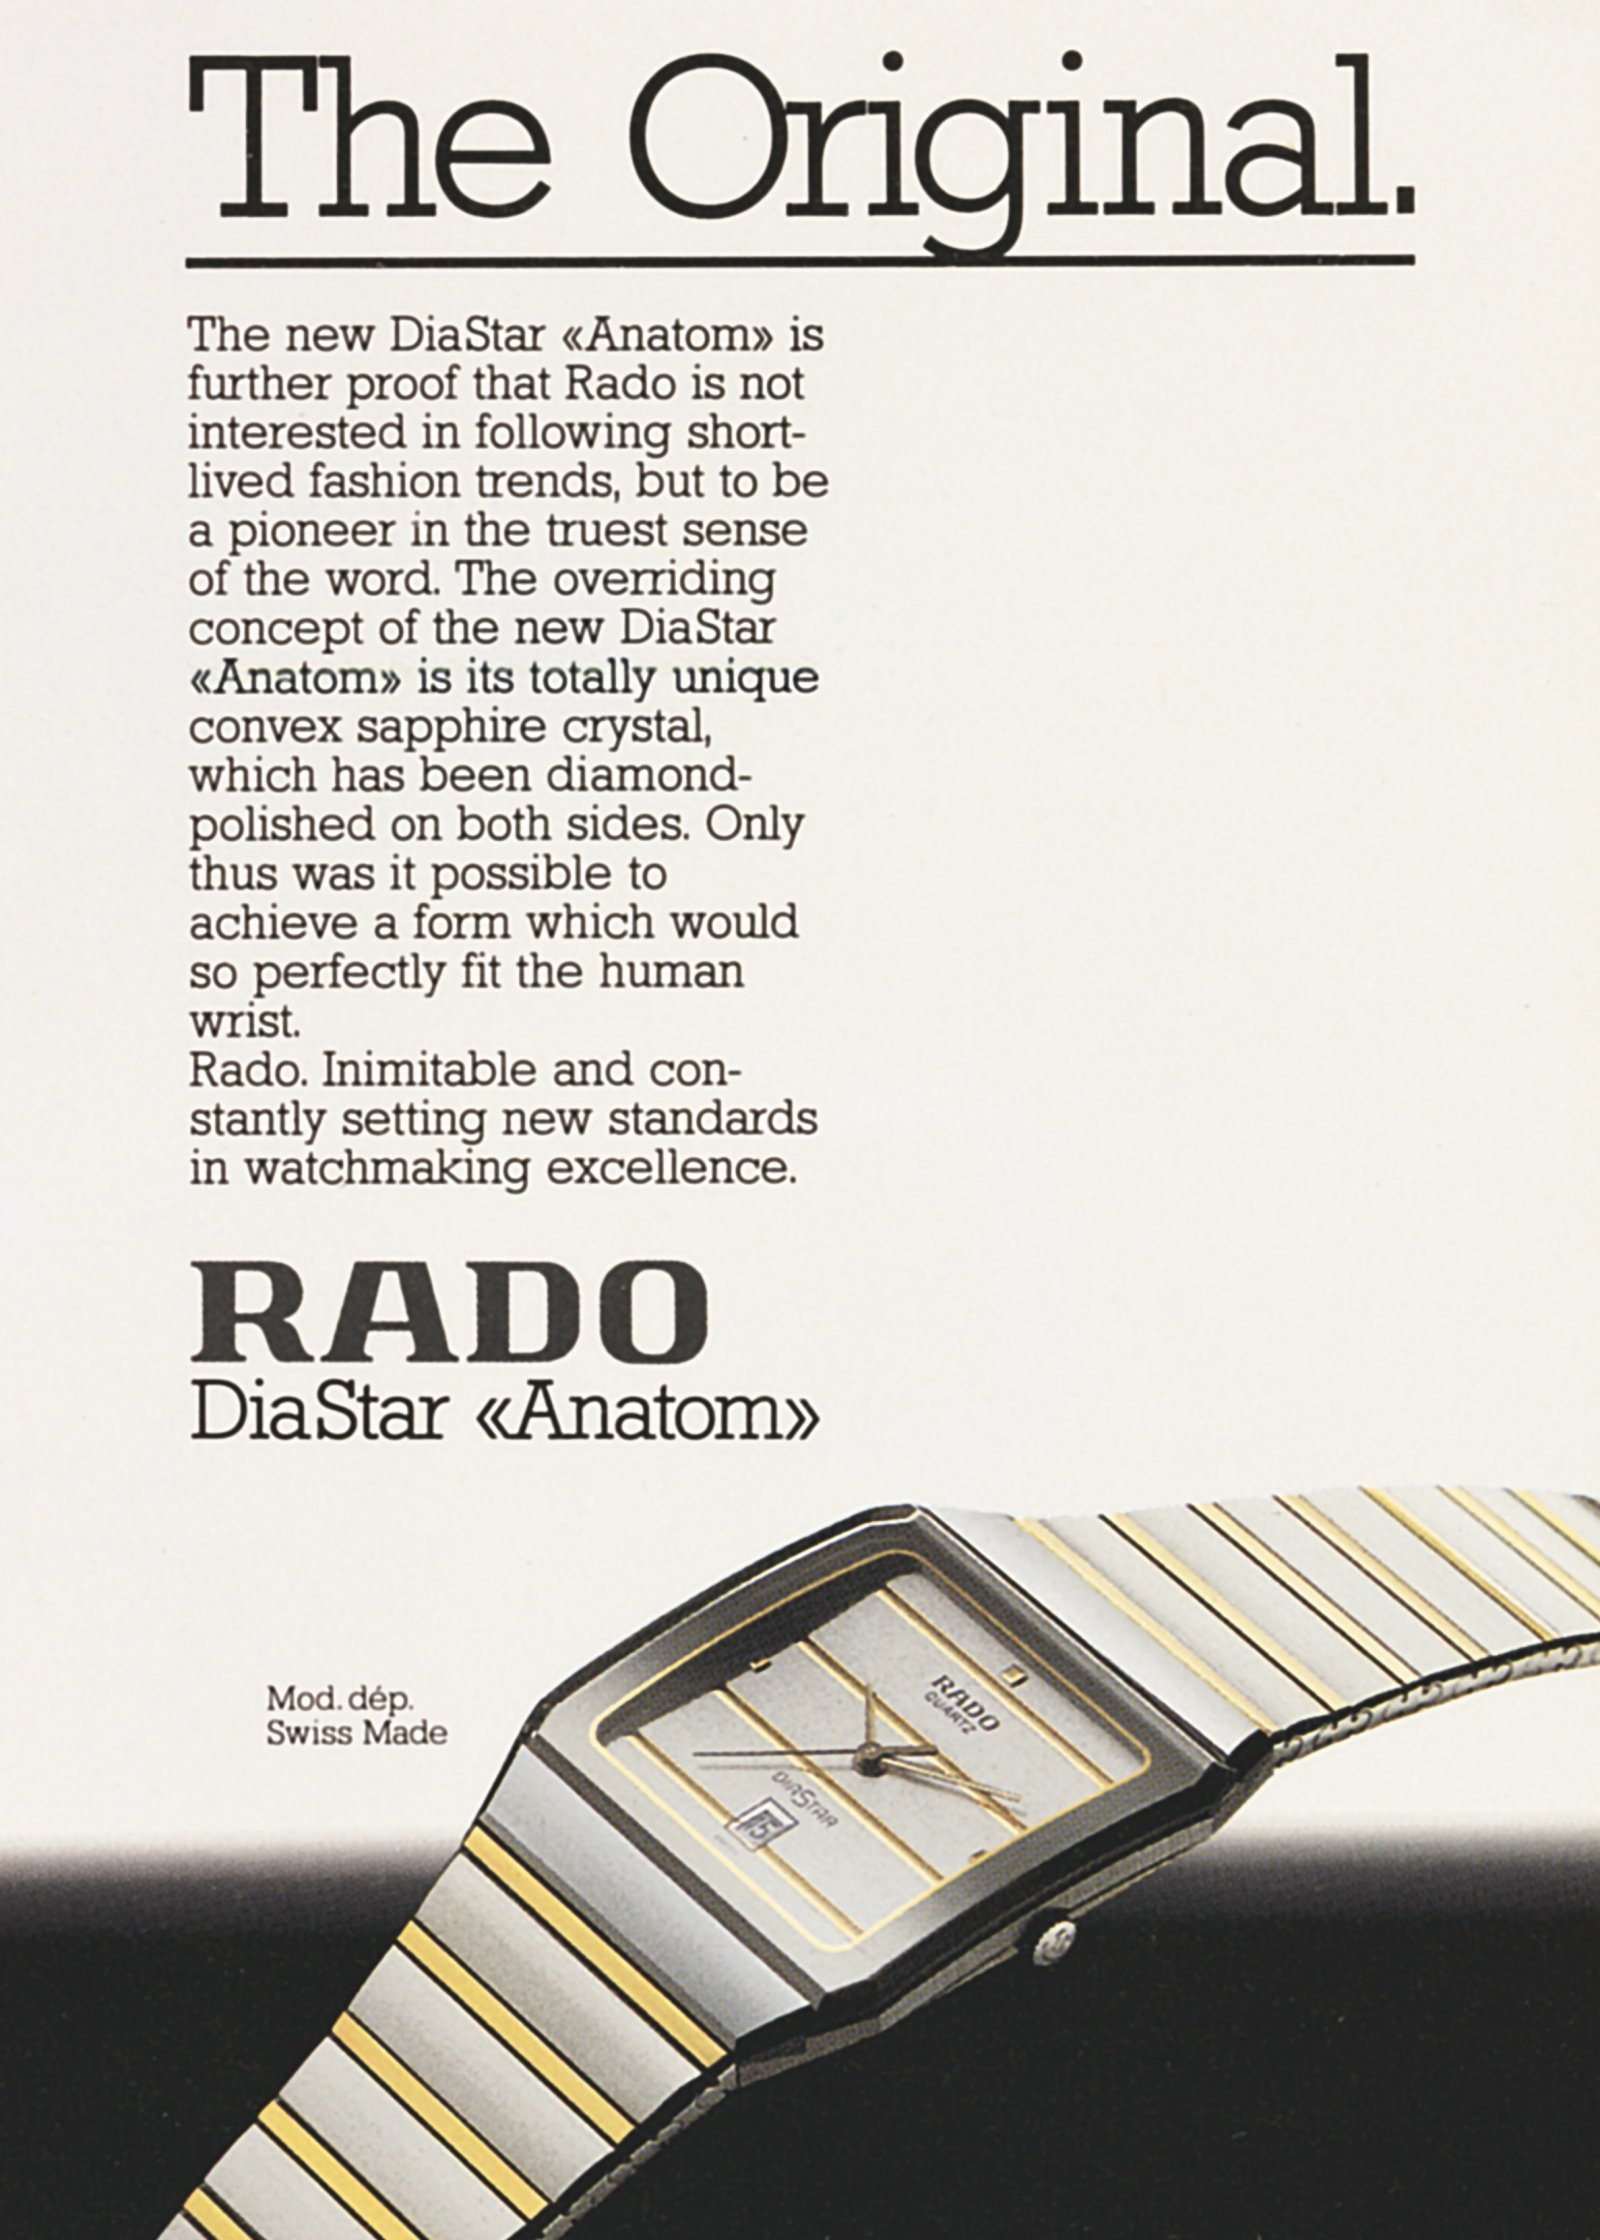 The Original.
The new DiaStar «Anatom» is
further proof that Rado is not
interested in following short-
lived fashion trends, but to be
a pioneer in the truest sense
of the word. The overriding
concept of the new DiaStar
«Anatom» is its totally unique
convex sapphire crystal,
which has been diamond-
polished on both sides. Only
thus was it possible to
achieve a form which would
so perfectly fit the human
wrist.
Rado. Inimitable and con-
stantly setting new standards
in watchmaking excellence.
RADO
DiaStar «Anatom»
Mod. dép.
Swiss Made
RADO
QUARTZ
DIASTAR
15